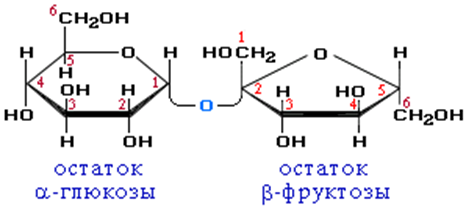 6
CH₂OH
1
H 5 O H HOCH₂ O H
H
4 OH H 1 2 H HO 5
HO 3 2 O 3 4 6
CH₂OH
H OH OH H
остаток остаток
α-глюкозы β-фруктозы